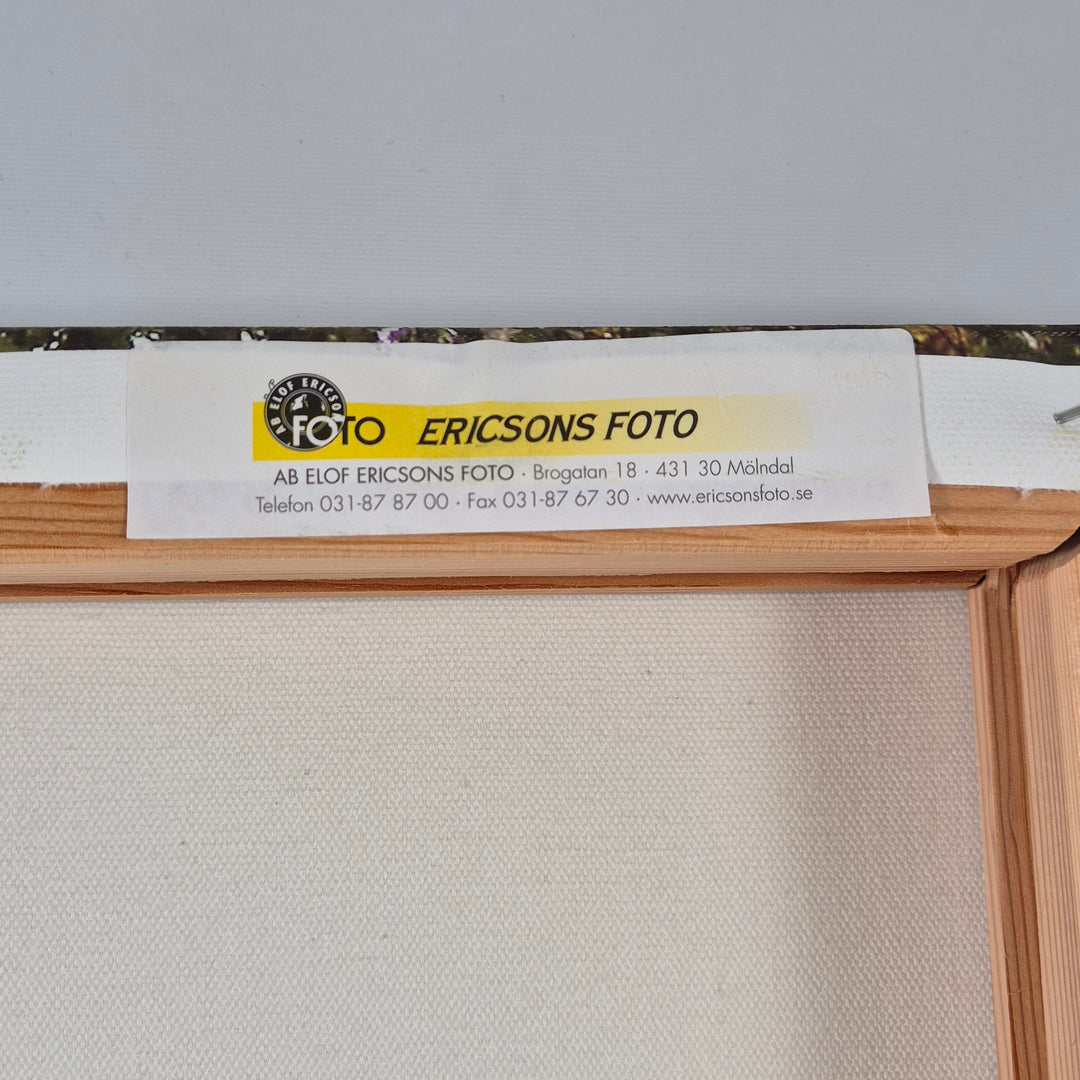 AB ELOF ERICSO
FOTO
ERICSONS FOTO
AB ELOF ERICSONS FOTO · Brogatan 18 · 431 30 Mölndal
Telefon 031-87 87 00 · Fax 031-87 67 30 · www.ericsonsfoto.se